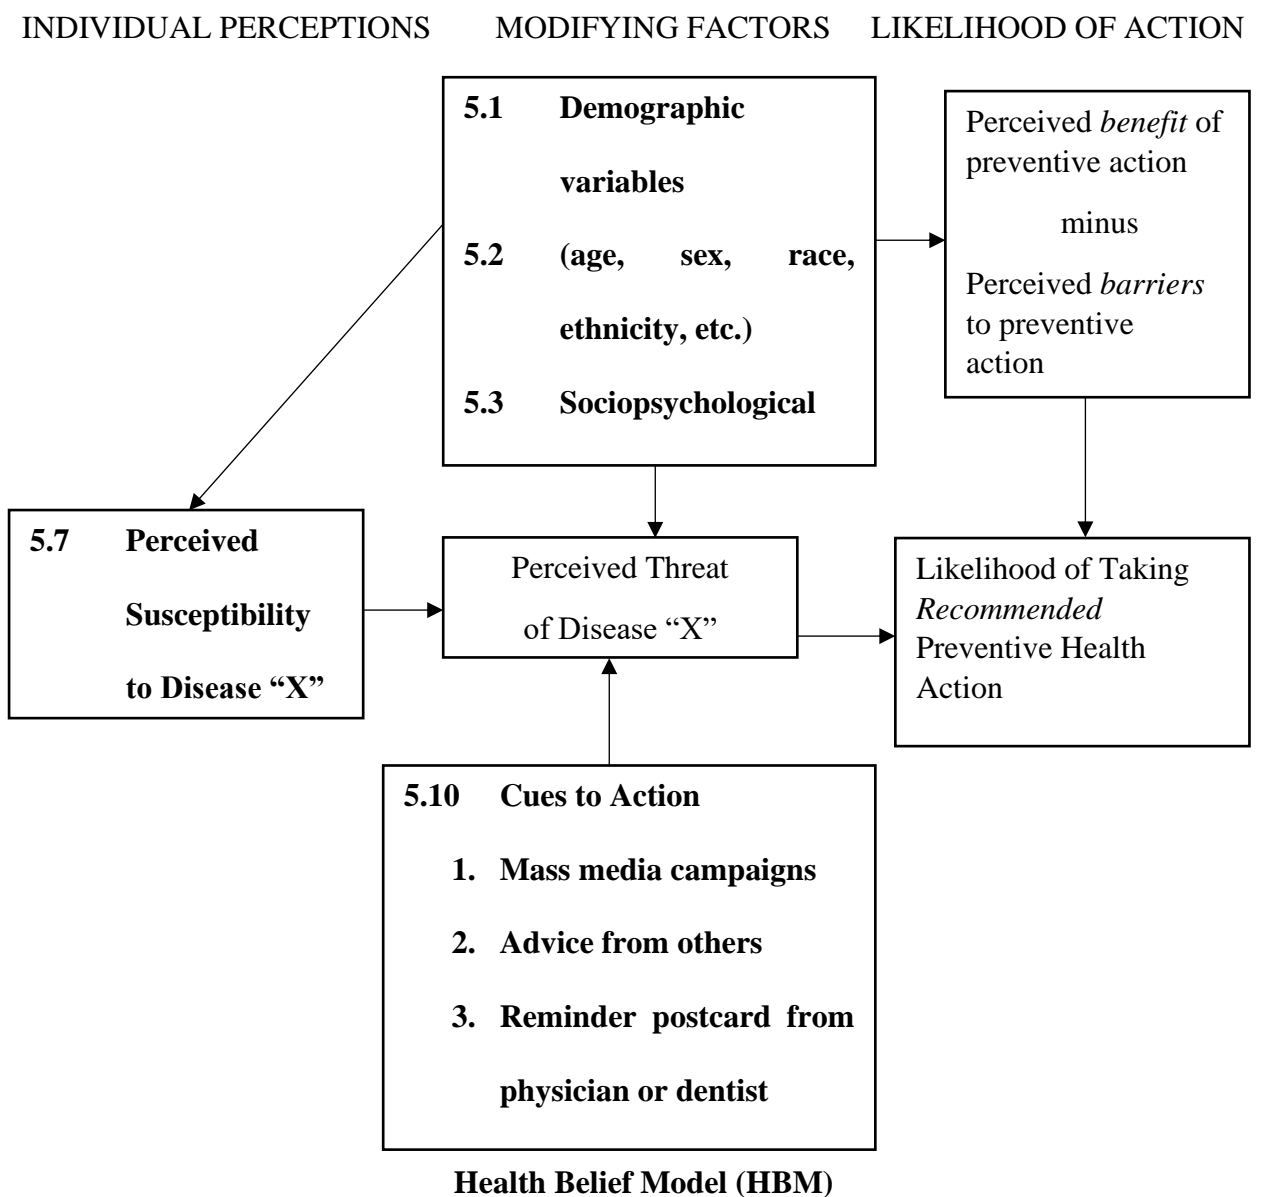 INDIVIDUAL PERCEPTIONS MODIFYING FACTORS LIKELIHOOD OF ACTION
5.1 Demographic
variables
5.2 (age, sex, race,
ethnicity, etc.)
5.3 Sociopsychological
Perceived benefit of
preventive action
minus
Perceived barriers
to preventive
action
5.7 Perceived
Susceptibility
to Disease “X”
Perceived Threat
of Disease “X”
Likelihood of Taking
Recommended
Preventive Health
Action
5.10 Cues to Action
1. Mass media campaigns
2. Advice from others
3. Reminder postcard from
physician or dentist
Health Belief Model (HBM)